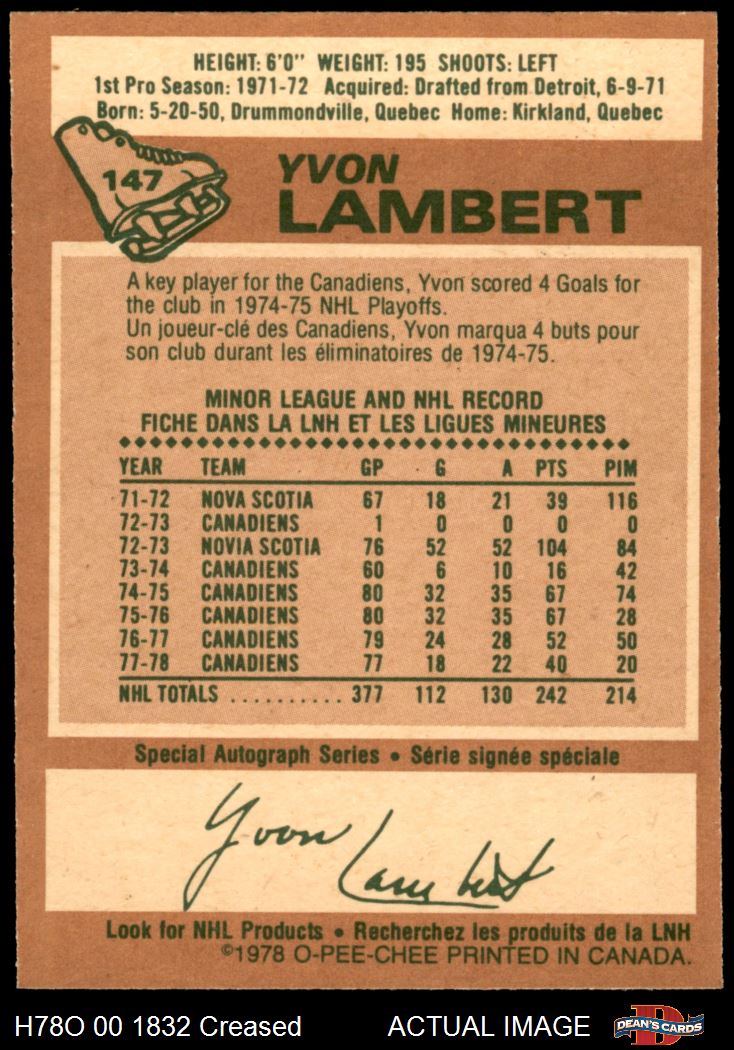 HEIGHT: 6'0" WEIGHT: 195 SHOOTS: LEFT
1st Pro Season: 1971-72 Acquired: Drafted from Detroit, 6-9-71
Born: 5-20-50, Drummondville, Quebec Home: Kirkland, Quebec
147
YVON
LAMBERT
A key player for the Canadiens, Yvon scored 4 Goals for
the club in 1974-75 NHL Playoffs.
Un joueur-clé des Canadiens, Yvon marqua 4 buts pour
son club durant les éliminatoires de 1974-75.
MINOR LEAGUE AND NHL RECORD
FICHE DANS LA LNH ET LES LIGUES MINEURES
YEAR TEAM GP G A PTS PIM
71-72 NOVA SCOTIA 67 18 21 39 116
72-73 CANADIENS 1 0 0 0 0
72-73 NOVIA SCOTIA 76 52 52 104 84
73-74 CANADIENS 60 6 10 16 42
74-75 CANADIENS 80 32 35 67 74
75-76 CANADIENS 80 32 35 67 28
76-77 CANADIENS 79 24 28 52 50
77-78 CANADIENS 77 18 22 40 20
NHL TOTALS .......... 377 112 130 242 214
Special Autograph Series • Série signée spéciale
Yvon Lambert
Look for NHL Products • Recherchez les produits de la LNH
©1978 O-PEE-CHEE PRINTED IN CANADA.
H78O 00 1832 Creased ACTUAL IMAGE D DEAN'S CARDS